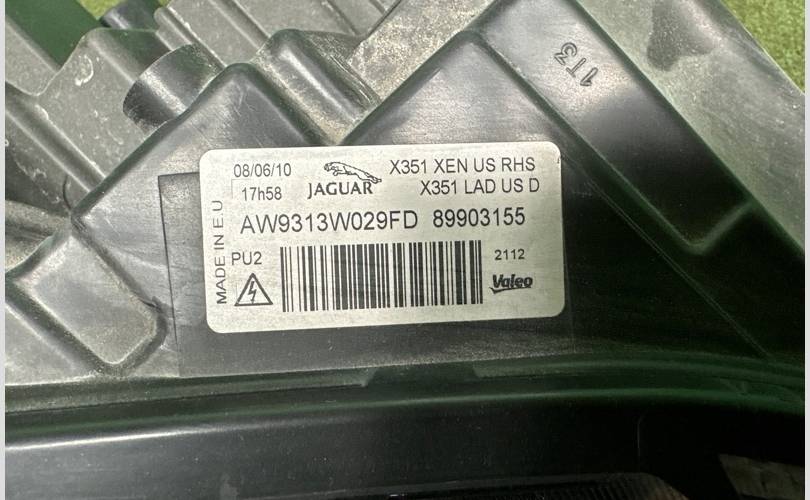 1T3
08/06/10
17h58
JAGUAR
X351 XEN US RHS
X351 LAD US D
AW9313W029FD 89903155
MADE IN E.U
PU2
2112
Valeo